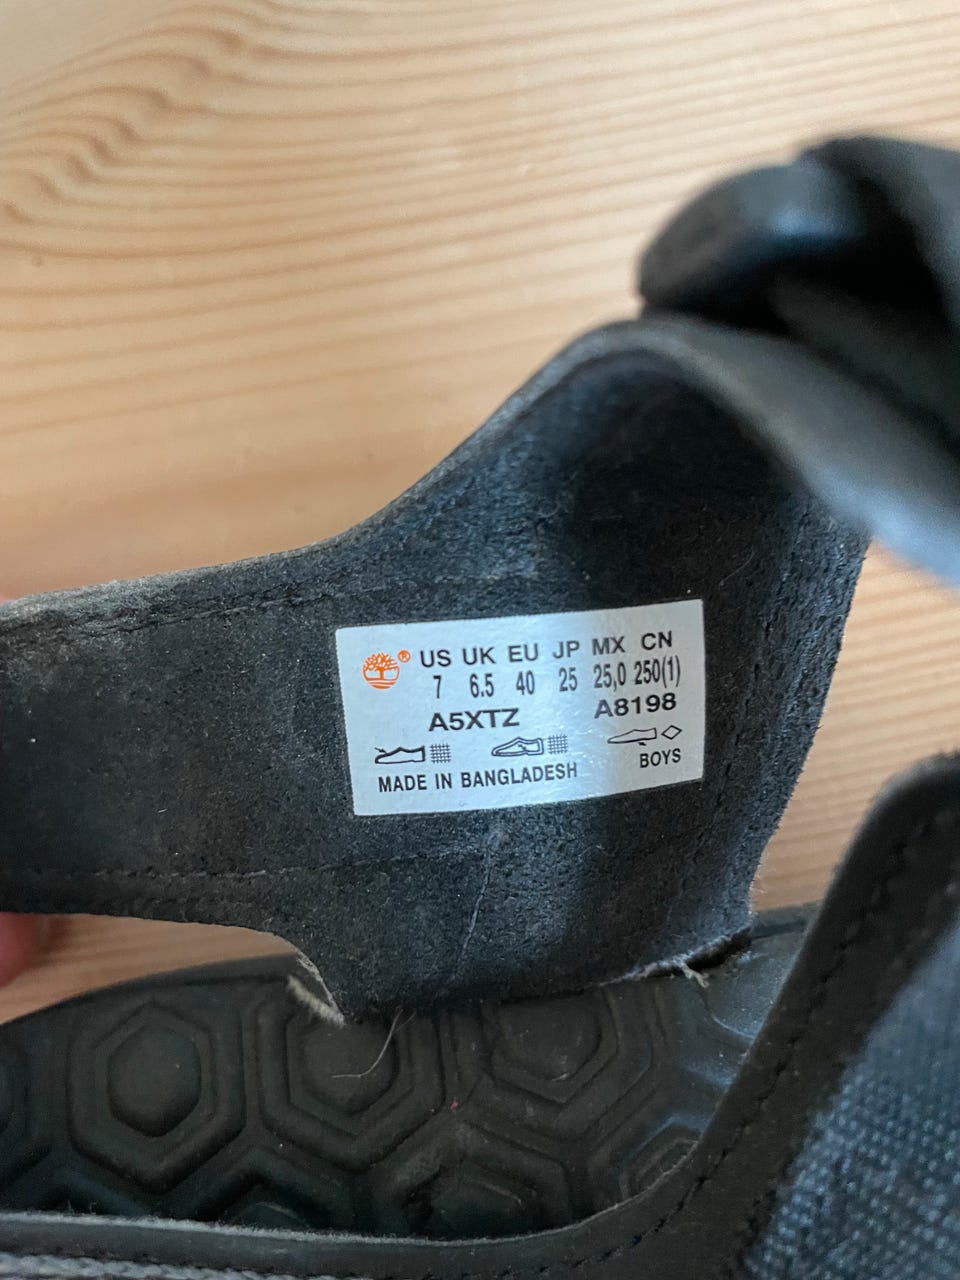 ® US UK EU JP MX CN
7 6.5 40 25 25,0 250(1)
A5XTZ A8198
BOYS
MADE IN BANGLADESH